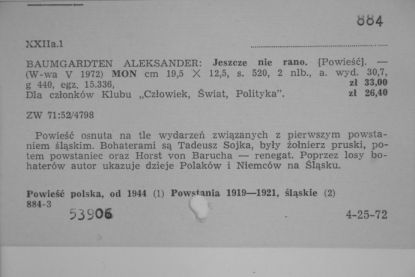 884
XXIIa.1
BAUMGARDTEN ALEKSANDER: Jeszcze nie rano. [Powieść]. —
(W-wa V 1972) MON cm 19,5 X 12,5, s. 520, 2 nlb., a. wyd. 30,7,
g 440, egz. 15.336, zł 33,00
Dla członków Klubu „Człowiek, Świat, Polityka”. zł 26,40
ZW 71:52/4798
Powieść osnuta na tle wydarzeń związanych z pierwszym powsta-
niem śląskim. Bohaterami są Tadeusz Sojka, były żołnierz pruski, po-
tem powstaniec oraz Horst von Barucha — renegat. Poprzez losy bo-
haterów autor ukazuje dzieje Polaków i Niemców na Śląsku.
Powieść polska, od 1944 (1) Powstania 1919—1921, śląskie (2)
884-3
53906 4-25-72